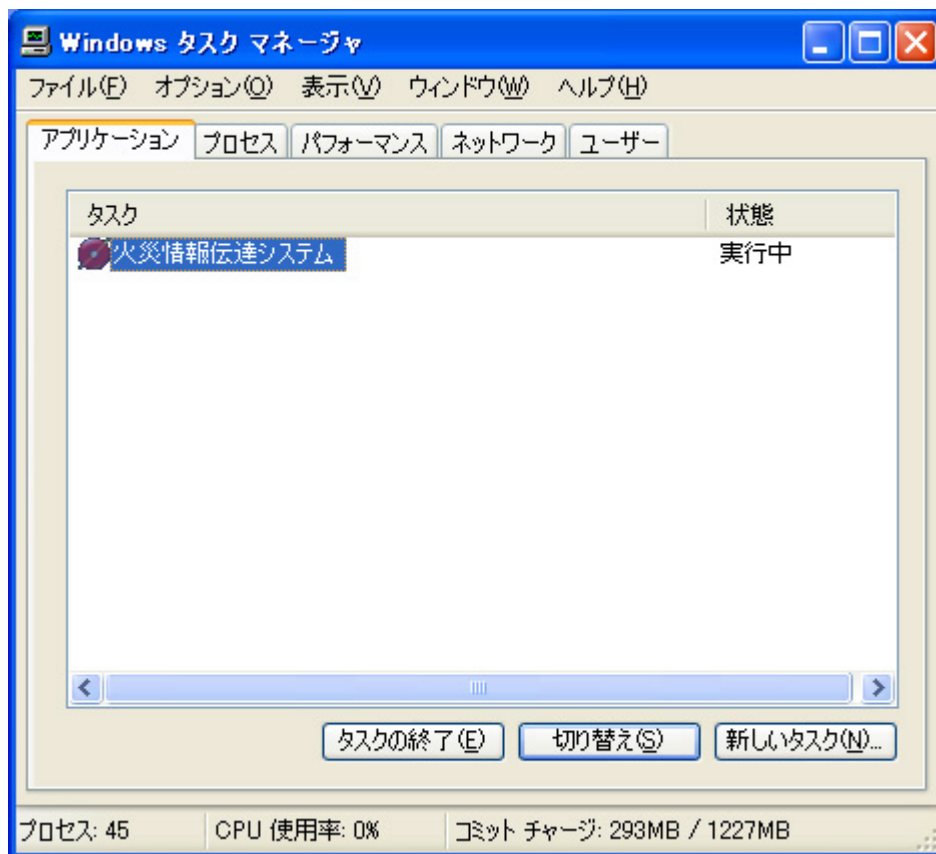 Windows タスク マネージャ
ファイル(F) オプション(O) 表示(V) ウィンドウ(W) ヘルプ(H)
アプリケーション プロセス パフォーマンス ネットワーク ユーザー
タスク 状態
火災情報伝達システム 実行中
タスクの終了(E) 切り替え(S) 新しいタスク(N)...
プロセス: 45 CPU 使用率: 0% コミット チャージ: 293MB / 1227MB